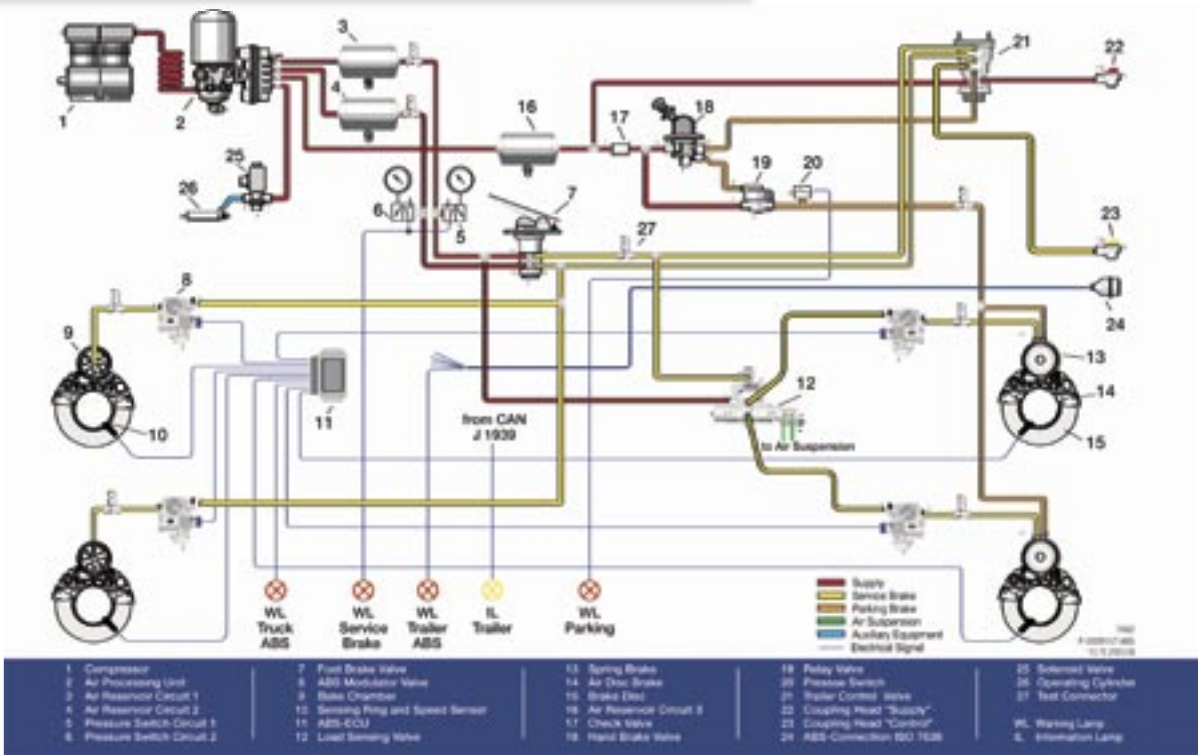 3
21
22
4
16
17
18
1
2
25
19
20
26
6
7
5
27
23
8
24
9
13
12
14
11
from CAN
J 1939
10
to Air Suspension
15
WL
Truck
ABS
WL
Service
Brake
WL
Trailer
ABS
IL
Trailer
WL
Parking
Supply
Service Brake
Parking Brake
Air Suspension
Auxiliary Equipment
Electrical Signal
1 Compressor
2 Air Processing Unit
3 Air Reservoir Circuit 1
4 Air Reservoir Circuit 2
5 Pressure Switch Circuit 1
6 Pressure Switch Circuit 2
7 Foot Brake Valve
8 ABS Modulator Valve
9 Brake Chamber
10 Sensing Ring and Speed Sensor
11 ABS-ECU
12 Load Sensing Valve
13 Spring Brake
14 Air Disc Brake
15 Brake Disc
16 Air Reservoir Circuit 3
17 Check Valve
18 Hand Brake Valve
19 Relay Valve
20 Pressure Switch
21 Trailer Control Valve
22 Coupling Head "Supply"
23 Coupling Head "Control"
24 ABS-Connection ISO 7638
25 Solenoid Valve
26 Operating Cylinder
27 Test Connector
WL Warning Lamp
IL Information Lamp